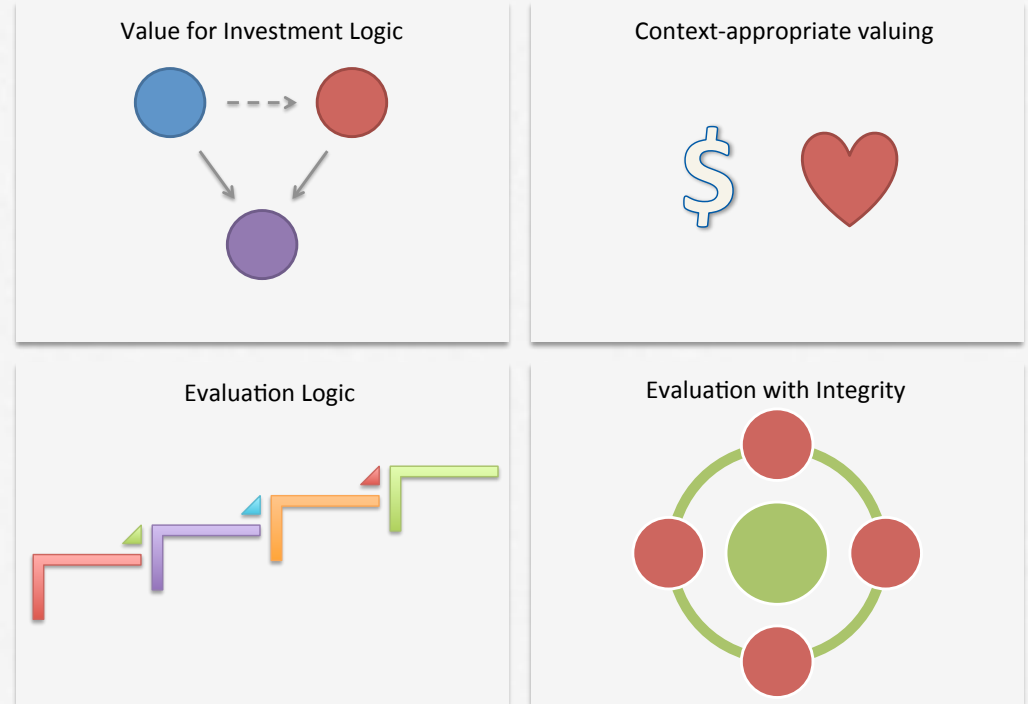 Value for Investment Logic
Context-appropriate valuing
$
Evaluation Logic
Evaluation with Integrity